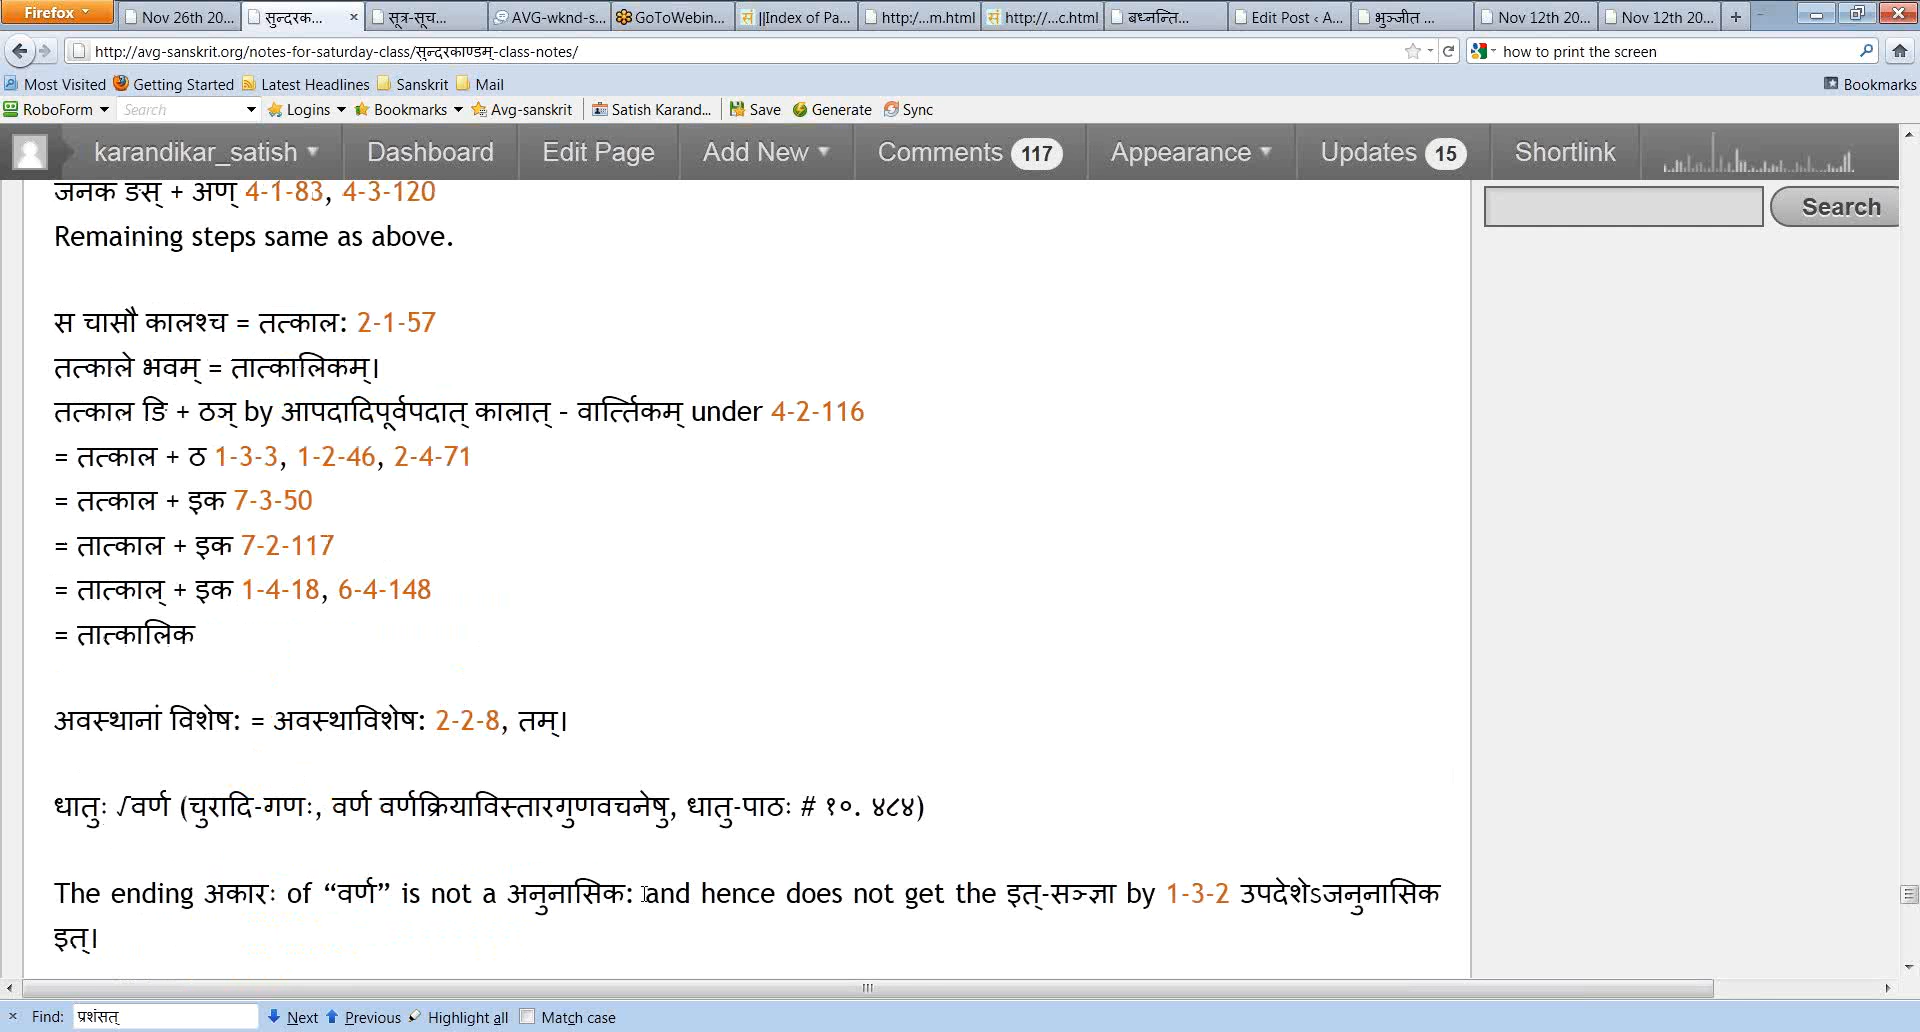 Firefox
Nov 26th 20...
सुन्दरक...
सूत्र-सूच...
AVG-wknd-s...
GoToWebin...
||Index of Pa...
http:/...m.html
http://...c.html
बध्नन्ति...
Edit Post ‹ A...
भुञ्जीत ...
Nov 12th 20...
Nov 12th 20...
http://avg-sanskrit.org/notes-for-saturday-class/सुन्दरकाण्डम्-class-notes/
how to print the screen
Most Visited Getting Started Latest Headlines Sanskrit Mail Bookmarks
RoboForm Search Logins Bookmarks Avg-sanskrit Satish Karand... Save Generate Sync
karandikar_satish Dashboard Edit Page Add New Comments 117 Appearance Updates 15 Shortlink
Search
जनक ङस् + अण् 4-1-83, 4-3-120
Remaining steps same as above.
स चासौ कालश्च = तत्काल: 2-1-57
तत्काले भवम् = तात्कालिकम्।
तत्काल ङि + ठञ् by आपदादिपूर्वपदात् कालात् - वार्त्तिकम् under 4-2-116
= तत्काल + ठ 1-3-3, 1-2-46, 2-4-71
= तत्काल + इक 7-3-50
= तात्काल + इक 7-2-117
= तात्काल् + इक 1-4-18, 6-4-148
= तात्कालिक
अवस्थानां विशेष: = अवस्थाविशेष: 2-2-8, तम्।
धातुः √वर्ण (चुरादि-गणः, वर्ण वर्णक्रियाविस्तारगुणवचनेषु, धातु-पाठः # १०. ४८४)
The ending अकारः of “वर्ण” is not a अनुनासिक: and hence does not get the इत्-सञ्ज्ञा by 1-3-2 उपदेशेऽजनुनासिक
इत्।
Find: प्रशंसत् Next Previous Highlight all Match case